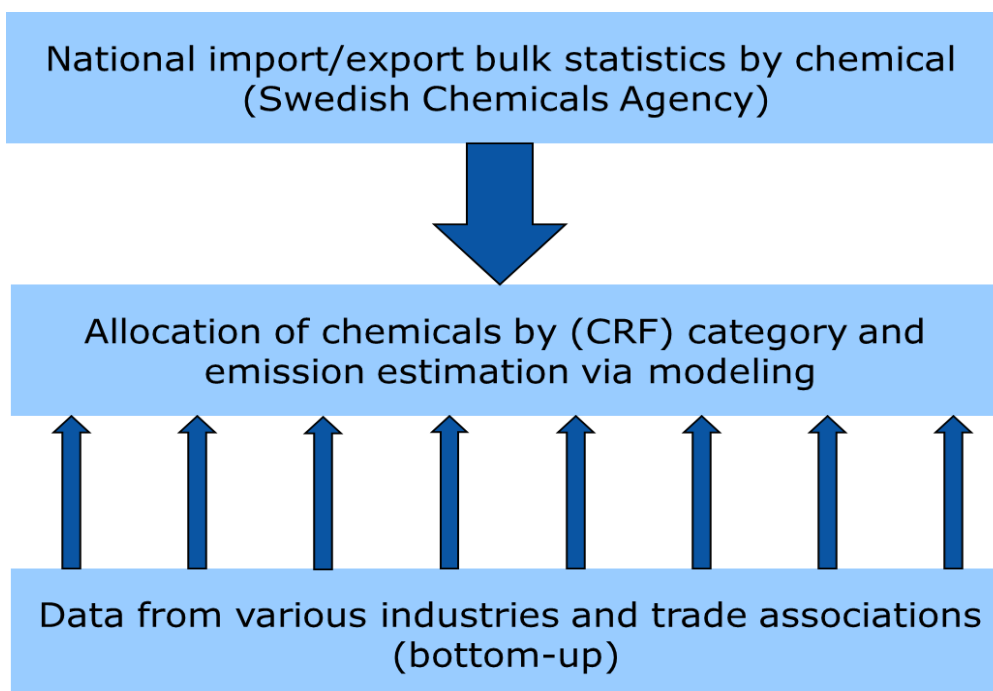 National import/export bulk statistics by chemical
(Swedish Chemicals Agency)
Allocation of chemicals by (CRF) category and
emission estimation via modeling
Data from various industries and trade associations
(bottom-up)